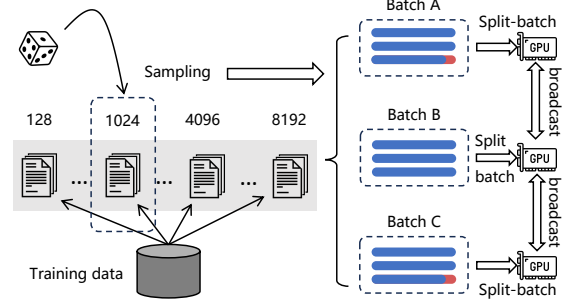 Batch A
Split-batch
GPU
Sampling
broadcast
128
1024
4096
8192
Batch B
Split
batch
GPU
...
...
...
broadcast
Batch C
GPU
Training data
Split-batch